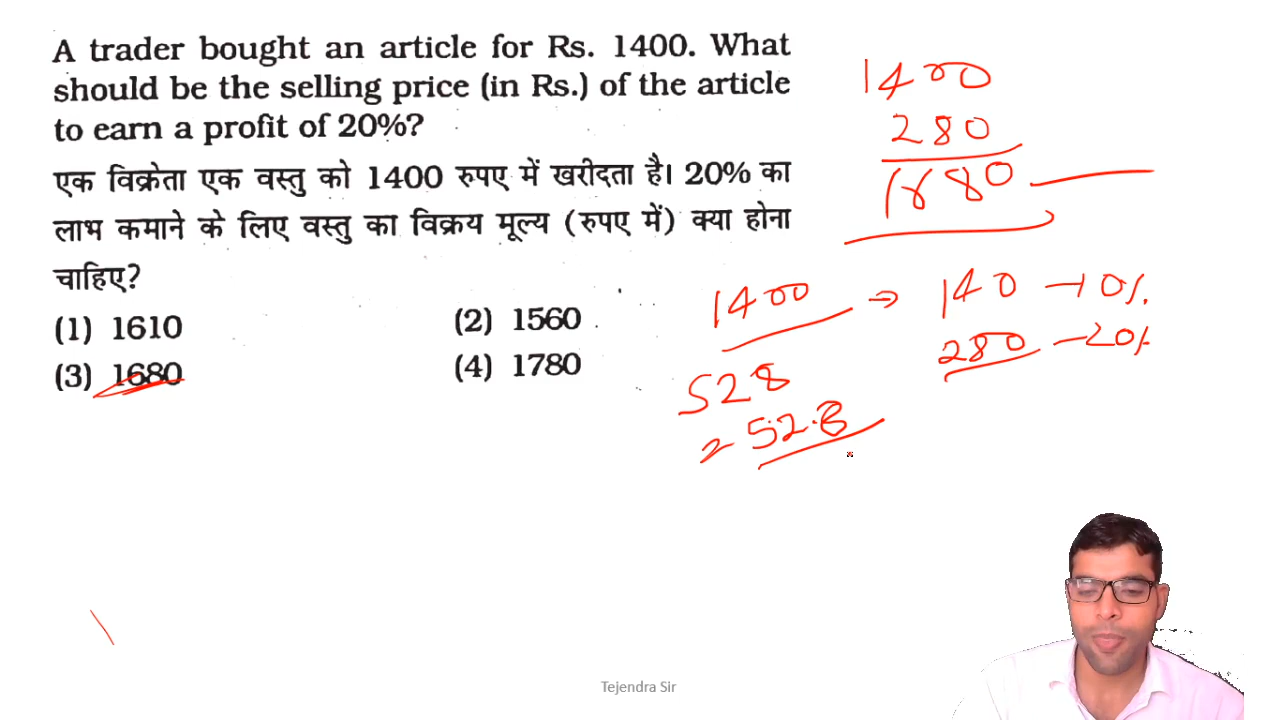 A trader bought an article for Rs. 1400. What
should be the selling price (in Rs.) of the article
to earn a profit of 20%?
एक विक्रेता एक वस्तु को 1400 रुपए में खरीदता है। 20% का
लाभ कमाने के लिए वस्तु का विक्रय मूल्य (रुपए में) क्या होना
चाहिए?
(1) 1610
(2) 1560
(3) 1680
(4) 1780
1400
280
1680
1400 → 140 – 10%
280 – 20%
528
= 52.8
Tejendra Sir